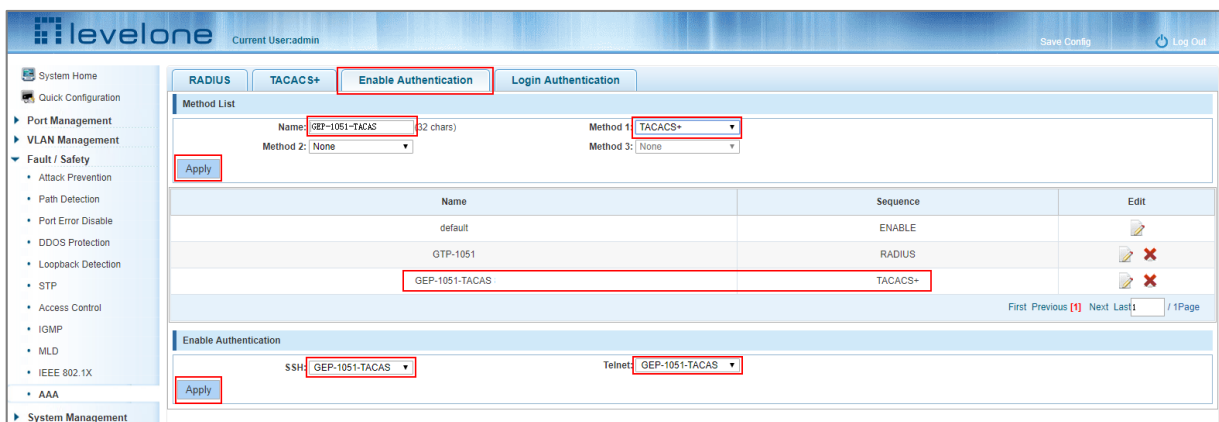 levelone Current User:admin Save Config Log Out
System Home
Quick Configuration
Port Management
VLAN Management
Fault / Safety
Attack Prevention
Path Detection
Port Error Disable
DDOS Protection
Loopback Detection
STP
Access Control
IGMP
MLD
IEEE 802.1X
AAA
System Management
RADIUS TACACS+ Enable Authentication Login Authentication
Method List
Name: GEP-1051-TACAS (32 chars) Method 1: TACACS+
Method 2: None Method 3: None
Apply
Name Sequence Edit
default ENABLE
GTP-1051 RADIUS
GEP-1051-TACAS TACACS+
First Previous [1] Next Last 1 / 1Page
Enable Authentication
SSH: GEP-1051-TACAS Telnet: GEP-1051-TACAS
Apply